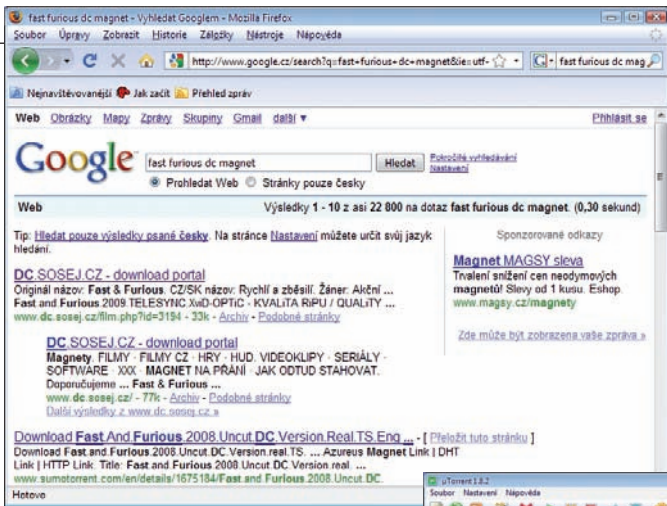 fast furious dc magnet - Vyhledat Googlem - Mozilla Firefox
Soubor Úpravy Zobrazit Historie Záložky Nástroje Nápověda
http://www.google.cz/search?q=fast+furious+dc+magnet&ie=utf- fast furious dc mag
Nejnavštěvovanější Jak začít Přehled zpráv
Web Obrázky Mapy Zprávy Skupiny Gmail další ▼ Přihlásit se
Google fast furious dc magnet Hledat Pokročilé vyhledávání
Nastavení
Prohledat Web Stránky pouze česky
Web Výsledky 1 - 10 z asi 22 800 na dotaz fast furious dc magnet. (0,30 sekund)
Tip: Hledat pouze výsledky psané česky. Na stránce Nastavení můžete určit svůj jazyk
hledání.
DC.SOSEJ.CZ - download portal
Originál názov: Fast & Furious. CZ/SK názov: Rychlí a zběsilí. Žáner: Akční ...
Fast and Furious 2009.TELESYNC.XviD-OPTiC - KVALiTA RiPU / QUALiTY ...
www.dc.sosej.cz/film.php?id=3194 - 33k - Archiv - Podobné stránky
DC.SOSEJ.CZ - download portal
Magnety. FILMY · FILMY CZ · HRY · HUD. VIDEOKLIPY · SERIÁLY ·
SOFTWARE · XXX · MAGNET NA PŘÁNÍ · JAK ODTUD STAHOVAT.
Doporučujeme ... Fast & Furious ...
www.dc.sosej.cz/ - 77k - Archiv - Podobné stránky
Další výsledky z www.dc.sosej.cz »
Download Fast.And.Furious.2008.Uncut.DC.Version.Real.TS.Eng ... - [ Přeložit tuto stránku ]
Download Fast.And.Furious.2008.Uncut.DC.Version.real.TS. ... Azureus Magnet Link | DHT
Link | HTTP Link. Title: Fast.and.Furious.2008.Uncut.DC.Version.real. ...
www.sumotorrent.com/en/details/1675184/Fast.and.Furious.2008.Uncut.DC.
Sponzorované odkazy
Magnet MAGSY sleva
Trvalení snížení cen neodymových
magnetů! Slevy od 1 kusu. Eshop.
www.magsy.cz/magnety
Zde může být zobrazena vaše zpráva »
Hotovo
µTorrent 1.8.2
Soubor Nastavení Nápověda